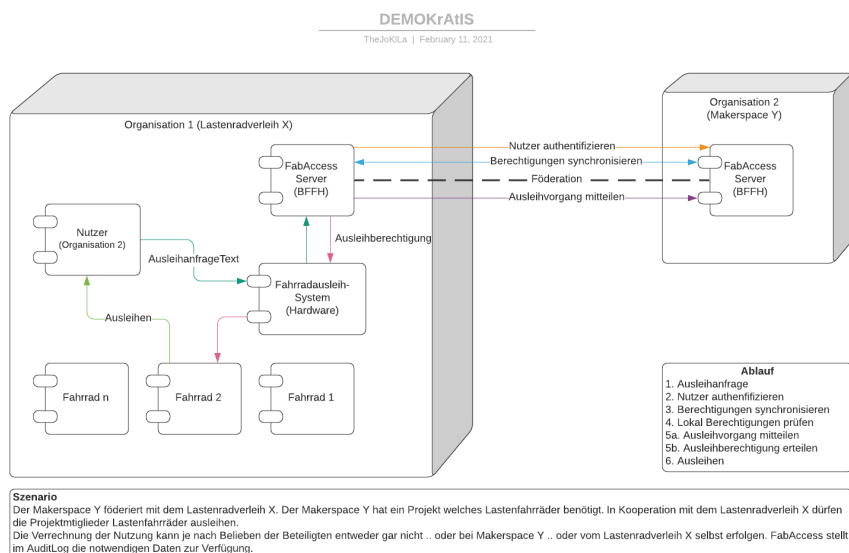 DEMOKrAtIS
TheJoKlLa | February 11, 2021
Organisation 1 (Lastenradverleih X)
Organisation 2
(Makerspace Y)
Nutzer authentifizieren
Berechtigungen synchronisieren
Föderation
Ausleihvorgang mitteilen
FabAccess
Server
(BFFH)
FabAccess
Server
(BFFH)
Nutzer
(Organisation 2)
AusleihanfrageText
Ausleihberechtigung
Fahrradausleih-
System
(Hardware)
Ausleihen
Fahrrad n
Fahrrad 2
Fahrrad 1
Ablauf
1. Ausleihanfrage
2. Nutzer authenfifizieren
3. Berechtigungen synchronisieren
4. Lokal Berechtigungen prüfen
5a. Ausleihvorgang mitteilen
5b. Ausleihberechtigung erteilen
6. Ausleihen
Szenario
Der Makerspace Y föderiert mit dem Lastenradverleih X. Der Makerspace Y hat ein Projekt welches Lastenfahrräder benötigt. In Kooperation mit dem Lastenradverleih X dürfen
die Projektmtiglieder Lastenfahrräder ausleihen.
Die Verrechnung der Nutzung kann je nach Belieben der Beteiligten entweder gar nicht .. oder bei Makerspace Y .. oder vom Lastenradverleih X selbst erfolgen. FabAccess stellt
im AuditLog die notwendigen Daten zur Verfügung.